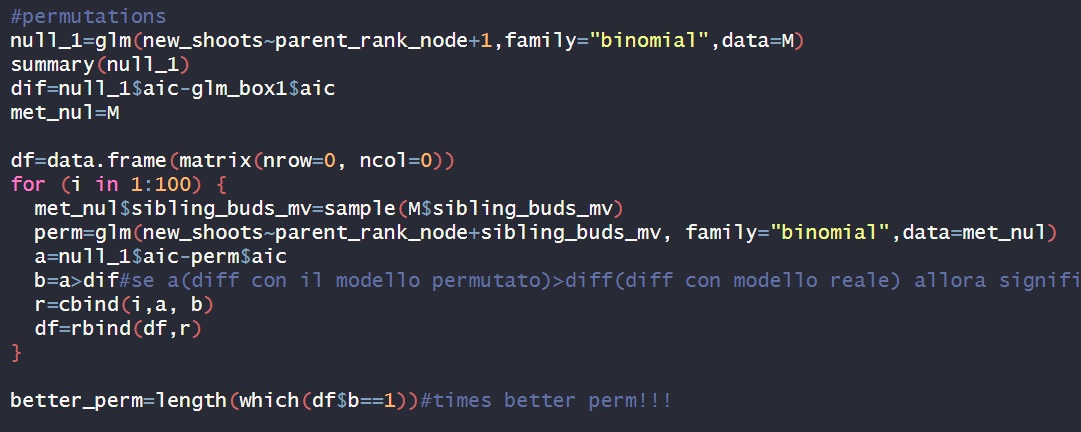 #permutations
null_1=glm(new_shoots~parent_rank_node+1,family="binomial",data=M)
summary(null_1)
dif=null_1$aic-glm_box1$aic
met_nul=M
df=data.frame(matrix(nrow=0, ncol=0))
for (i in 1:100) {
met_nul$sibling_buds_mv=sample(M$sibling_buds_mv)
perm=glm(new_shoots~parent_rank_node+sibling_buds_mv, family="binomial",data=met_nul)
a=null_1$aic-perm$aic
b=a>dif#se a(diff con il modello permutato)>diff(diff con modello reale) allora signifi
r=cbind(i,a, b)
df=rbind(df,r)
}
better_perm=length(which(df$b==1))#times better perm!!!